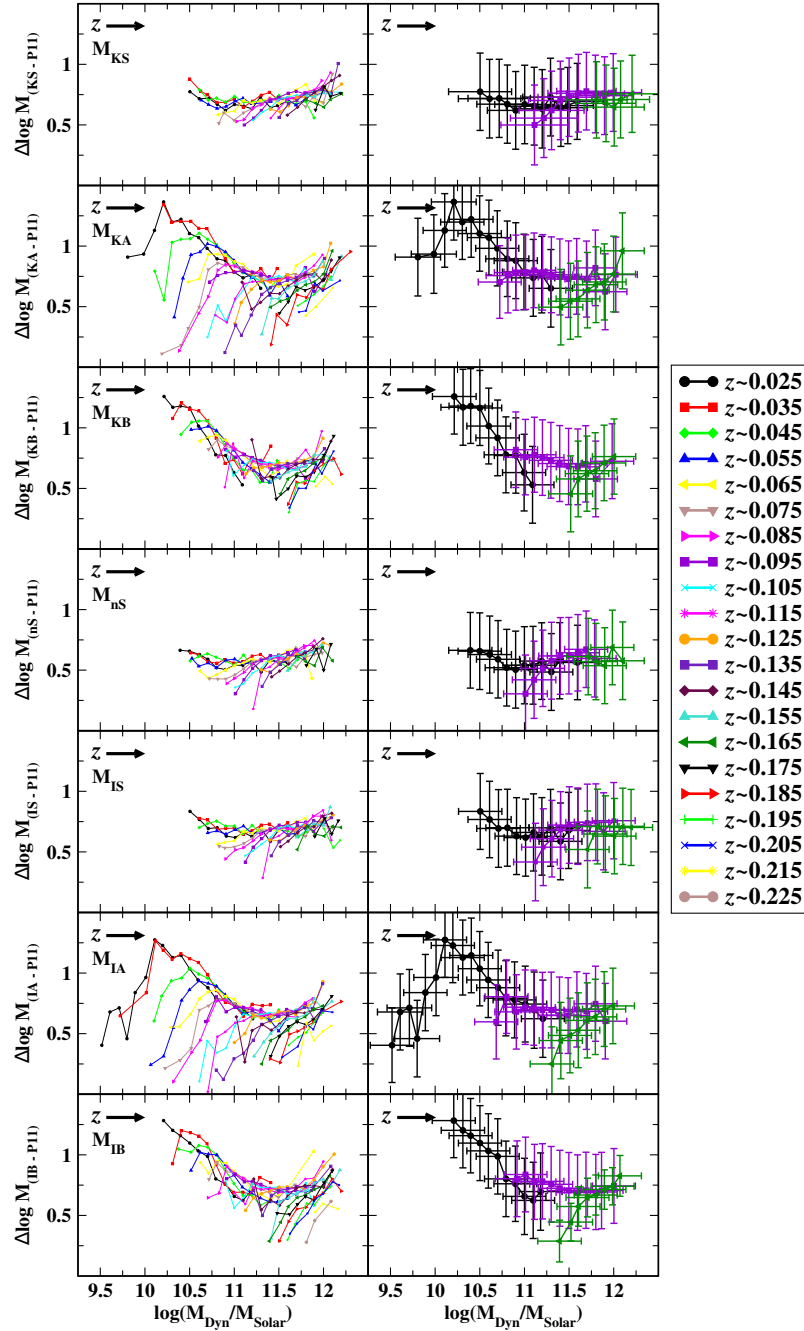 z
M_KS
Δlog M_(KS - P11)
1
0.5
z
z
M_KA
Δlog M_(KA - P11)
1
0.5
z
z
M_KB
Δlog M_(KB - P11)
1
0.5
z
z
M_nS
Δlog M_(nS - P11)
1
0.5
z
z
M_IS
Δlog M_(IS - P11)
1
0.5
z
z
M_IA
Δlog M_(IA - P11)
1
0.5
z
z
M_IB
Δlog M_(IB - P11)
1
0.5
z
9.5 10 10.5 11 11.5 12
log(M_Dyn/M_Solar)
9.5 10 10.5 11 11.5 12
log(M_Dyn/M_Solar)
z~0.025
z~0.035
z~0.045
z~0.055
z~0.065
z~0.075
z~0.085
z~0.095
z~0.105
z~0.115
z~0.125
z~0.135
z~0.145
z~0.155
z~0.165
z~0.175
z~0.185
z~0.195
z~0.205
z~0.215
z~0.225